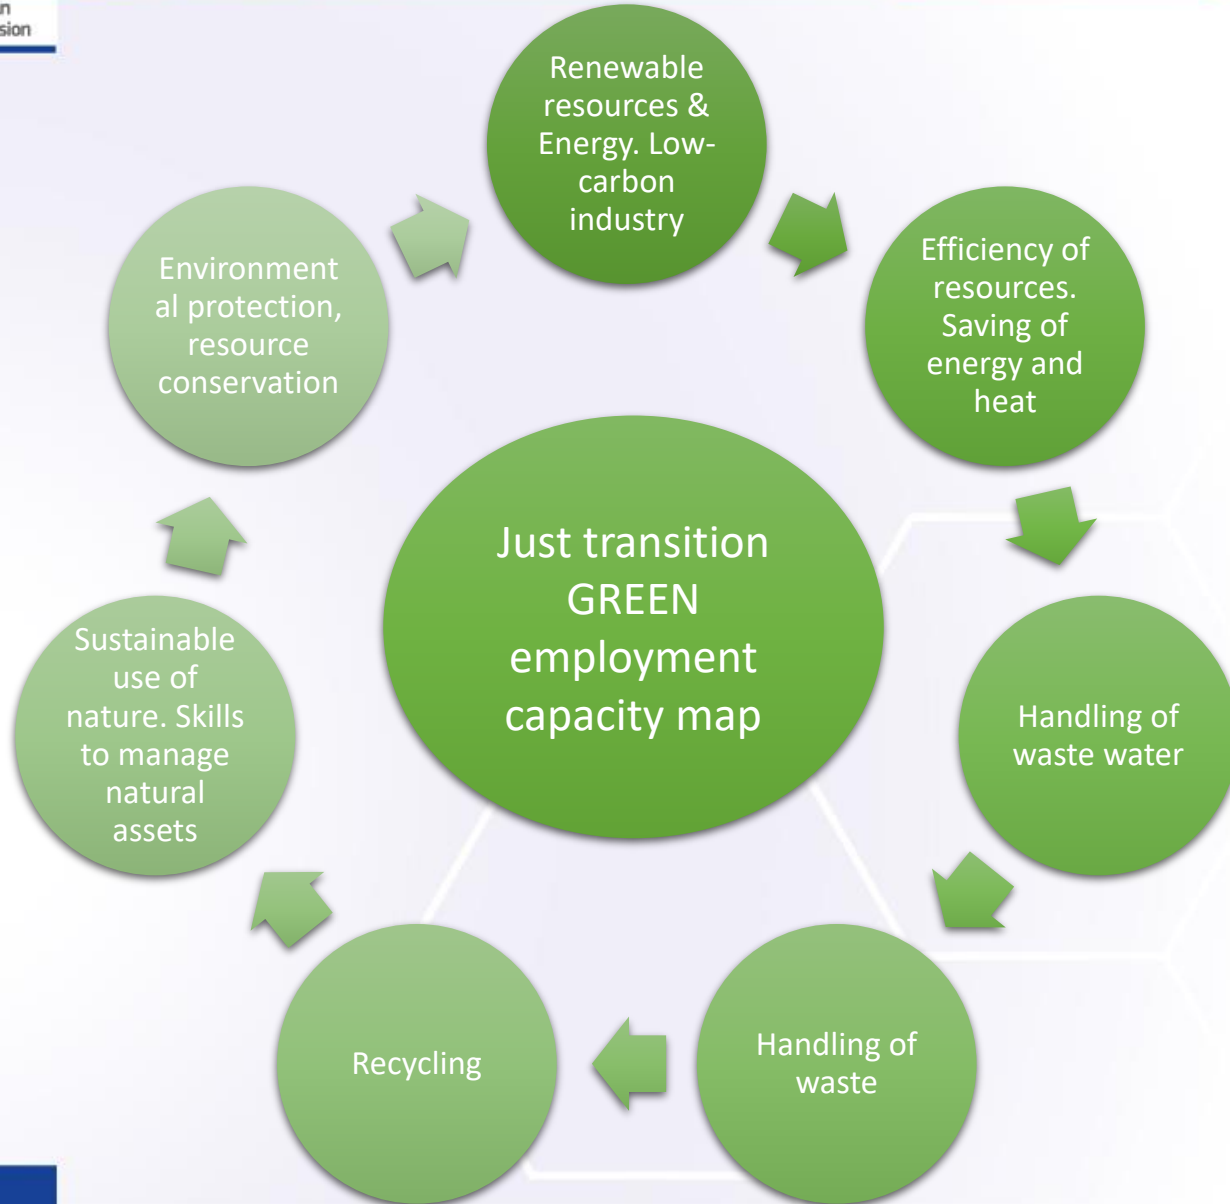 Renewable
resources &
Energy. Low-
carbon
industry
Efficiency of
resources.
Saving of
energy and
heat
Handling of
waste water
Handling of
waste
Recycling
Sustainable
use of
nature. Skills
to manage
natural
assets
Environment
al protection,
resource
conservation
Just transition
GREEN
employment
capacity map